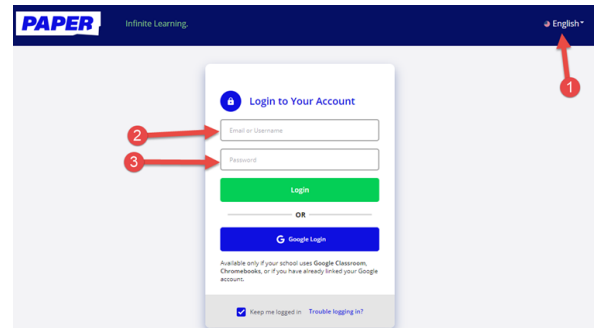 PAPER
Infinite Learning.
English
1
Login to Your Account
2
Email or Username
3
Password
Login
OR
G Google Login
Available only if your school uses Google Classroom,
Chromebooks, or if you have already linked your Google
account.
Keep me logged in Trouble logging in?